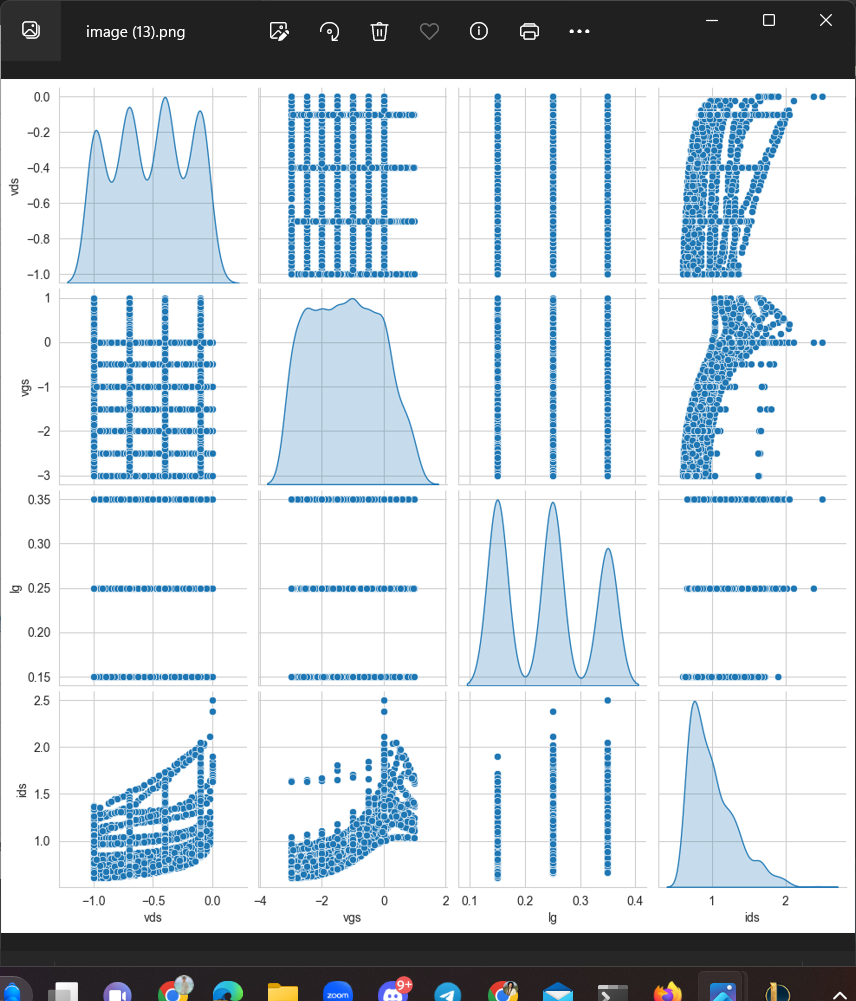 image (13).png
vds
0.0
−0.2
−0.4
−0.6
−0.8
−1.0
vgs
1
0
−1
−2
−3
lg
0.35
0.30
0.25
0.20
0.15
ids
2.5
2.0
1.5
1.0
−1.0 −0.5 0.0
vds
−4 −2 0 2
vgs
0.1 0.2 0.3 0.4
lg
1 2
ids
zoom
9+